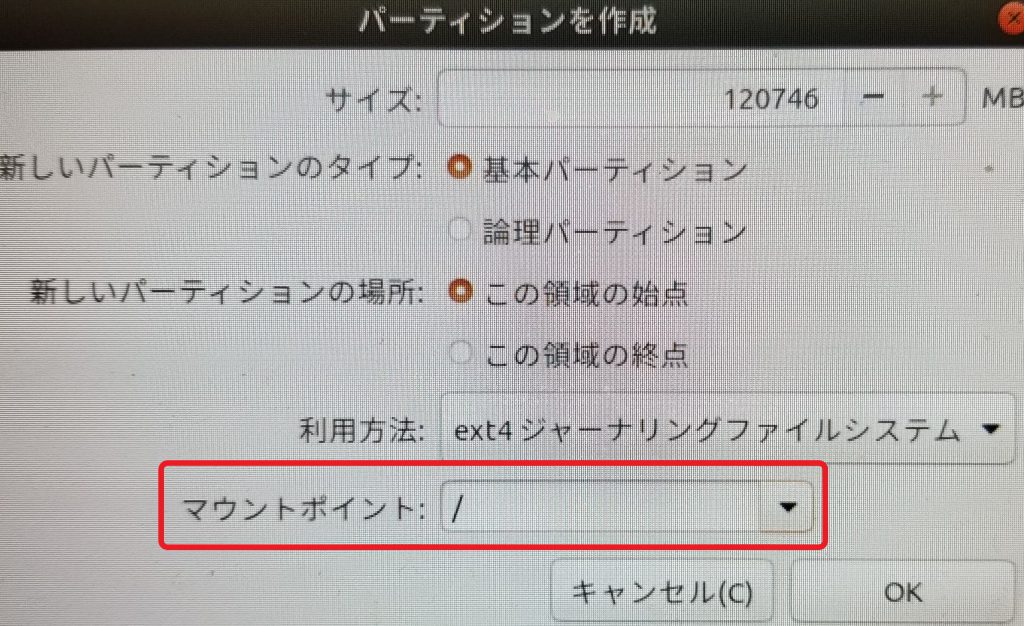 パーティションを作成
サイズ: 120746 − + MB
新しいパーティションのタイプ: 基本パーティション
論理パーティション
新しいパーティションの場所: この領域の始点
この領域の終点
利用方法: ext4 ジャーナリングファイルシステム
マウントポイント: /
キャンセル(C) OK